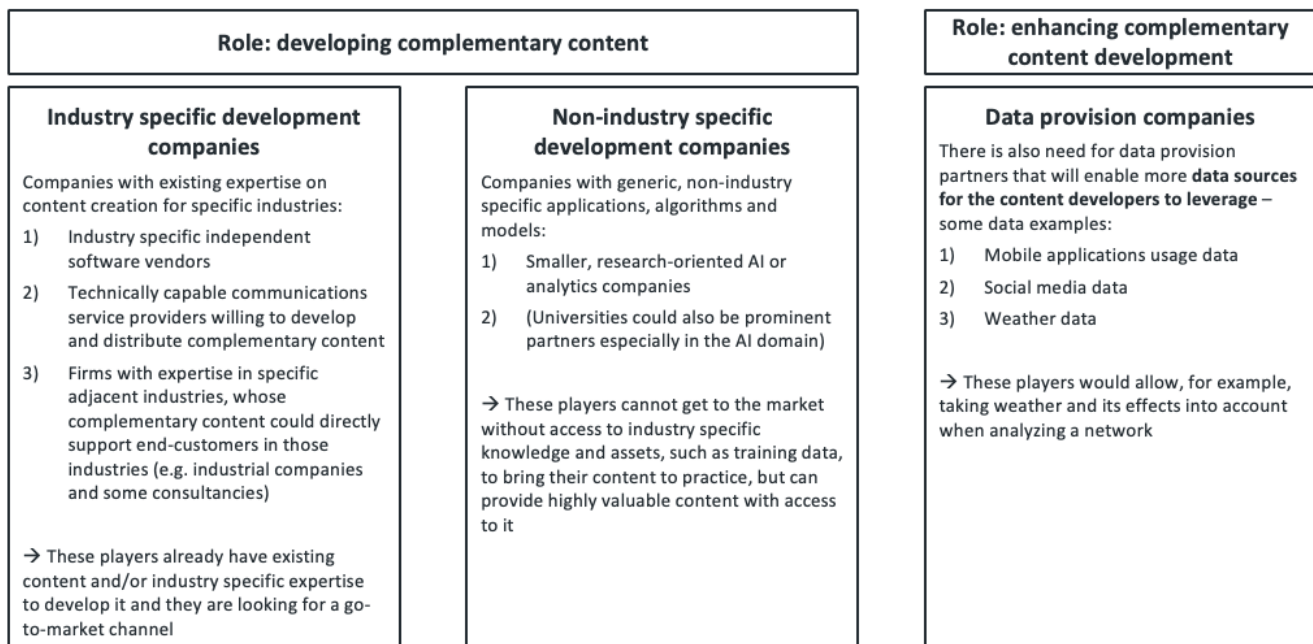 Role: developing complementary content
Industry specific development
companies
Companies with existing expertise on
content creation for specific industries:
1) Industry specific independent
software vendors
2) Technically capable communications
service providers willing to develop
and distribute complementary content
3) Firms with expertise in specific
adjacent industries, whose
complementary content could directly
support end-customers in those
industries (e.g. industrial companies
and some consultancies)
→ These players already have existing
content and/or industry specific expertise
to develop it and they are looking for a go-
to-market channel
Non-industry specific
development companies
Companies with generic, non-industry
specific applications, algorithms and
models:
1) Smaller, research-oriented AI or
analytics companies
2) (Universities could also be prominent
partners especially in the AI domain)
→ These players cannot get to the market
without access to industry specific
knowledge and assets, such as training data,
to bring their content to practice, but can
provide highly valuable content with access
to it
Role: enhancing complementary
content development
Data provision companies
There is also need for data provision
partners that will enable more data sources
for the content developers to leverage –
some data examples:
1) Mobile applications usage data
2) Social media data
3) Weather data
→ These players would allow, for example,
taking weather and its effects into account
when analyzing a network